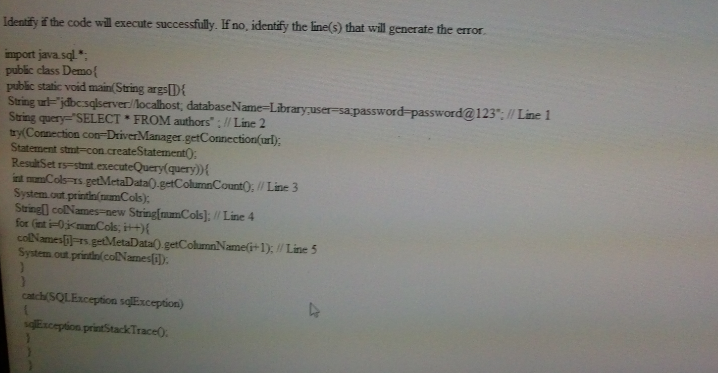 Identify if the code will execute successfully. If no, identify the line(s) that will generate the error.
import java.sql.*;
public class Demo{
public static void main(String args[]){
String url="jdbc:sqlserver://localhost; databaseName=Library;user=sa;password=password@123"; // Line 1
String query="SELECT * FROM authors" ; // Line 2
try(Connection con=DriverManager.getConnection(url);
Statement stmt=con.createStatement();
ResultSet rs=stmt.executeQuery(query)){
int numCols=rs.getMetaData().getColumnCount(); // Line 3
System.out.println(numCols);
String[] colNames=new String[numCols]; // Line 4
for (int i=0;i<numCols; i++){
colNames[i]=rs.getMetaData().getColumnName(i+1); // Line 5
System.out.println(colNames[i]);
}
}
catch(SQLException sqlException)
{
sqlException.printStackTrace();
}
}
}